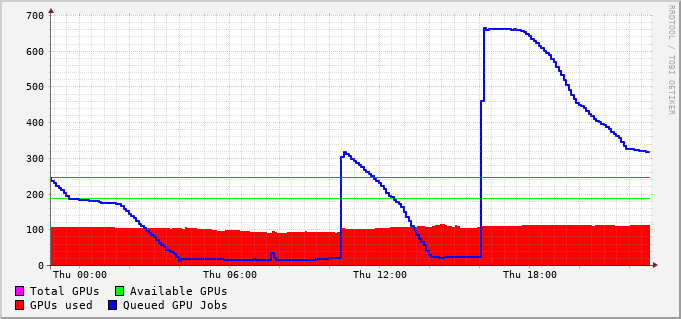 700
600
500
400
300
200
100
0
Thu 00:00 Thu 06:00 Thu 12:00 Thu 18:00
Total GPUs Available GPUs
GPUs used Queued GPU Jobs
RRDTOOL / TOBI OETIKER